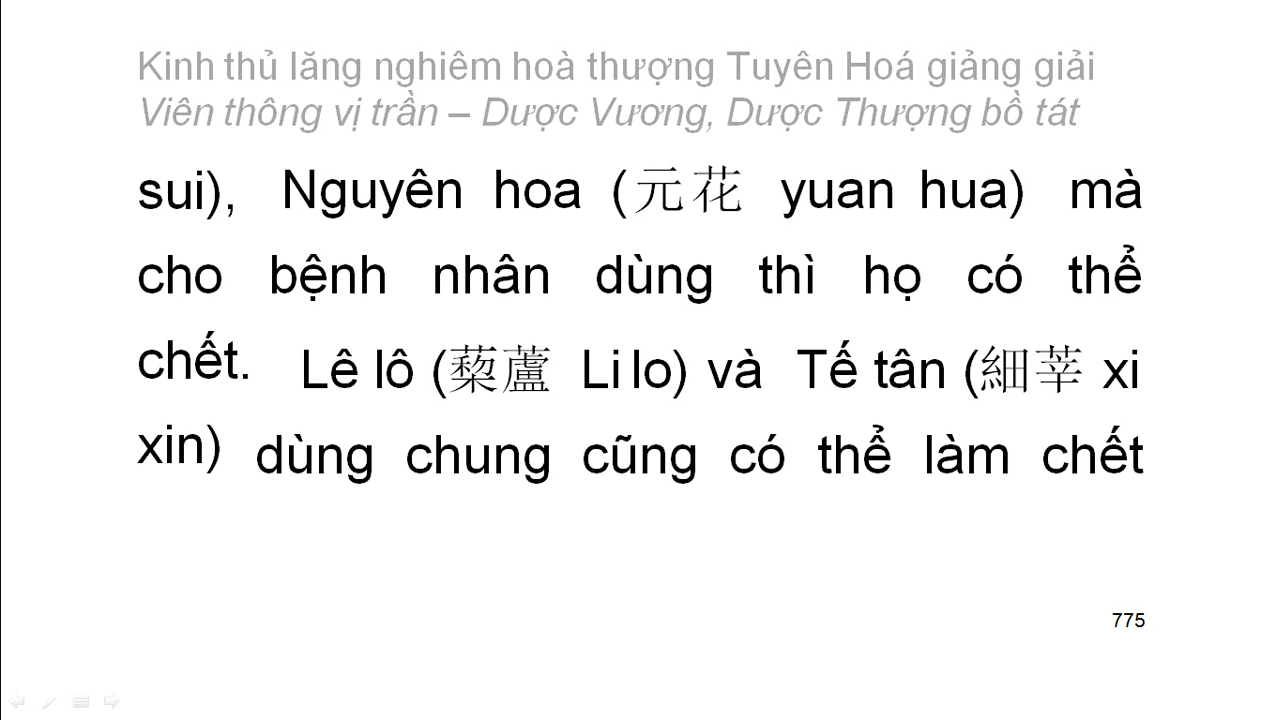 Kinh thủ lăng nghiêm hoà thượng Tuyên Hoá giảng giải
Viên thông vị trần – Dược Vương, Dược Thượng bồ tát
sui), Nguyên hoa (元花 yuan hua) mà
cho bệnh nhân dùng thì họ có thể
chết. Lê lô (藜蘆 Li lo) và Tế tân (細莘 xi
xin) dùng chung cũng có thể làm chết
775